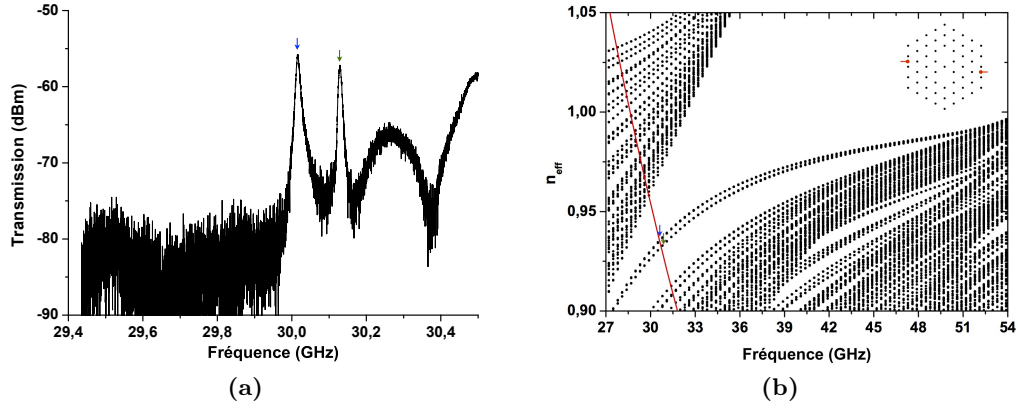 -50
-60
-70
-80
-90
Transmission (dBm)
29,4 29,6 29,8 30,0 30,2 30,4
Fréquence (GHz)
(a)
1,05
1,00
0,95
0,90
n_eff
27 30 33 36 39 42 45 48 51 54
Fréquence (GHz)
(b)